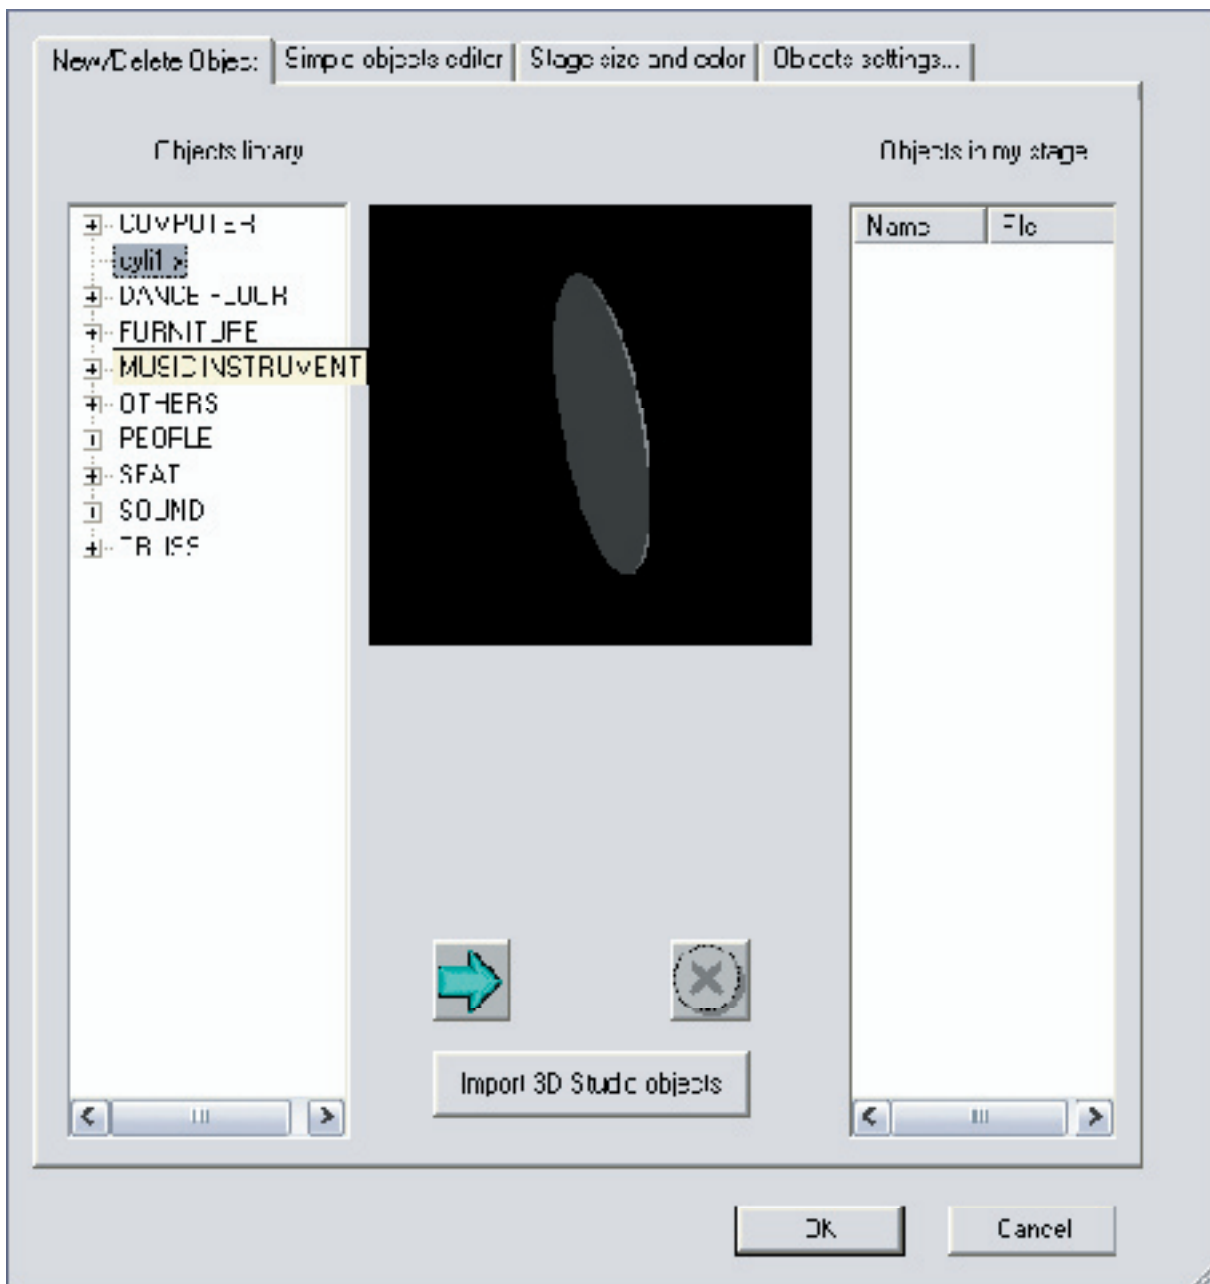 New/Delete Object
Simple objects editor
Stage size and color
Objects settings...
Objects library
Objects in my stage
COMPUTER
cyli1.x
DANCE FLOOR
FURNITURE
MUSIC INSTRUMENT
OTHERS
PEOPLE
SEAT
SOUND
TRUSS
Name
File
Import 3D Studio objects
OK
Cancel